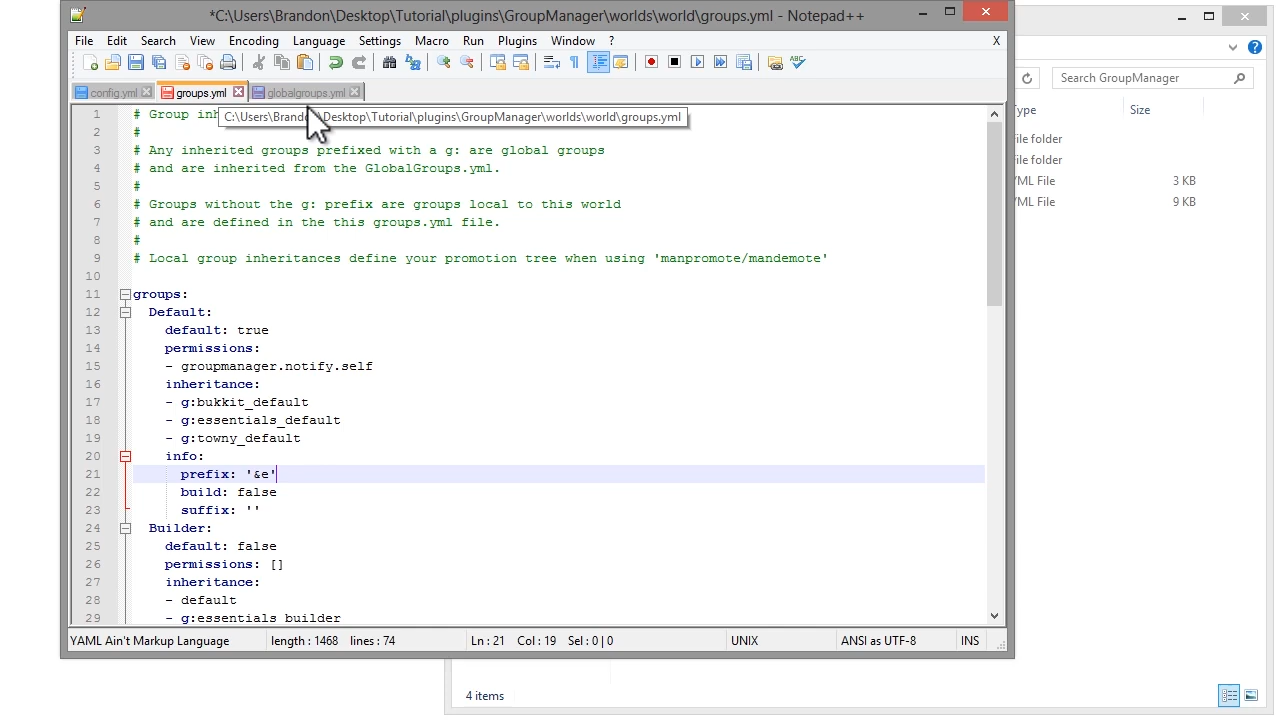 *C:\Users\Brandon\Desktop\Tutorial\plugins\GroupManager\worlds\world\groups.yml - Notepad++
File Edit Search View Encoding Language Settings Macro Run Plugins Window ? X
config.yml groups.yml globalgroups.yml
1 # Group inh
C:\Users\Brandon\Desktop\Tutorial\plugins\GroupManager\worlds\world\groups.yml
2 #
3 # Any inherited groups prefixed with a g: are global groups
4 # and are inherited from the GlobalGroups.yml.
5 #
6 # Groups without the g: prefix are groups local to this world
7 # and are defined in the this groups.yml file.
8 #
9 # Local group inheritances define your promotion tree when using 'manpromote/mandemote'
10
11 groups:
12 Default:
13 default: true
14 permissions:
15 - groupmanager.notify.self
16 inheritance:
17 - g:bukkit_default
18 - g:essentials_default
19 - g:towny_default
20 info:
21 prefix: '&e'
22 build: false
23 suffix: ''
24 Builder:
25 default: false
26 permissions: []
27 inheritance:
28 - default
29 - g:essentials builder
YAML Ain't Markup Language length : 1468 lines : 74 Ln : 21 Col : 19 Sel : 0 | 0 UNIX ANSI as UTF-8 INS
Search GroupManager
ype Size
ile folder
ile folder
YML File 3 KB
YML File 9 KB
4 items